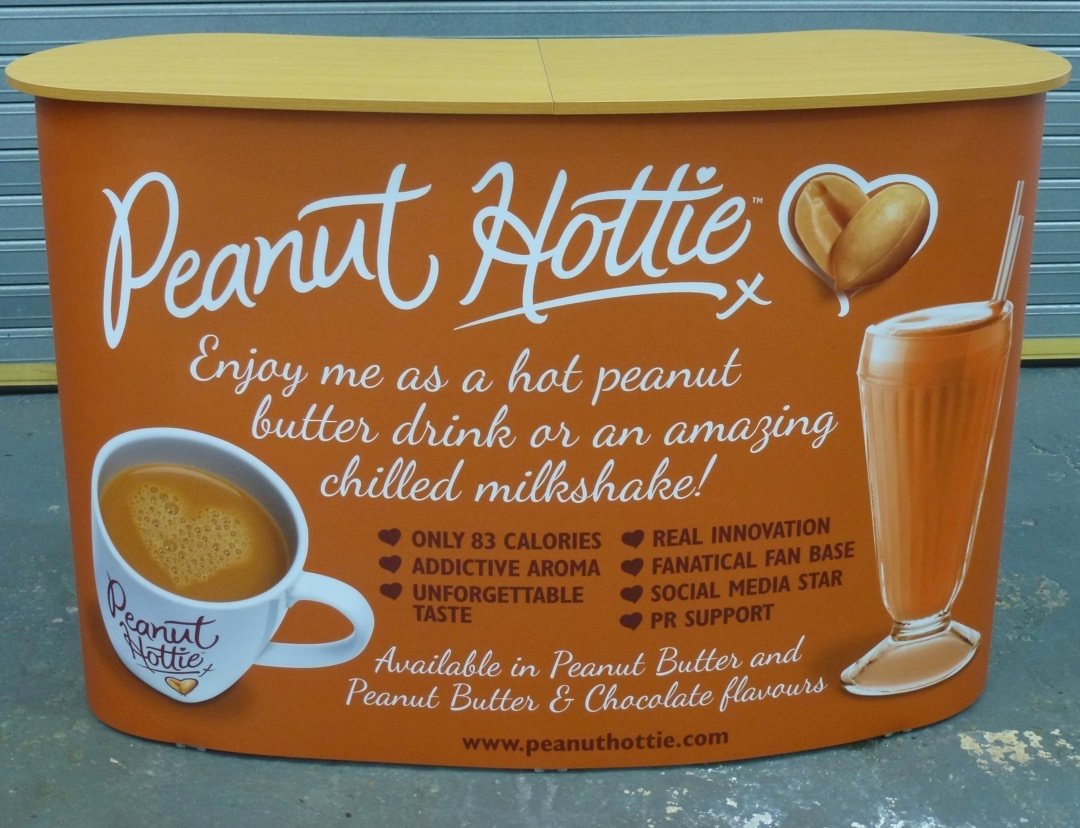 Peanut Hottie™
x
Enjoy me as a hot peanut
butter drink or an amazing
chilled milkshake!
ONLY 83 CALORIES
ADDICTIVE AROMA
UNFORGETTABLE
TASTE
REAL INNOVATION
FANATICAL FAN BASE
SOCIAL MEDIA STAR
PR SUPPORT
Peanut
Hottie x
Available in Peanut Butter and
Peanut Butter & Chocolate flavours
www.peanuthottie.com